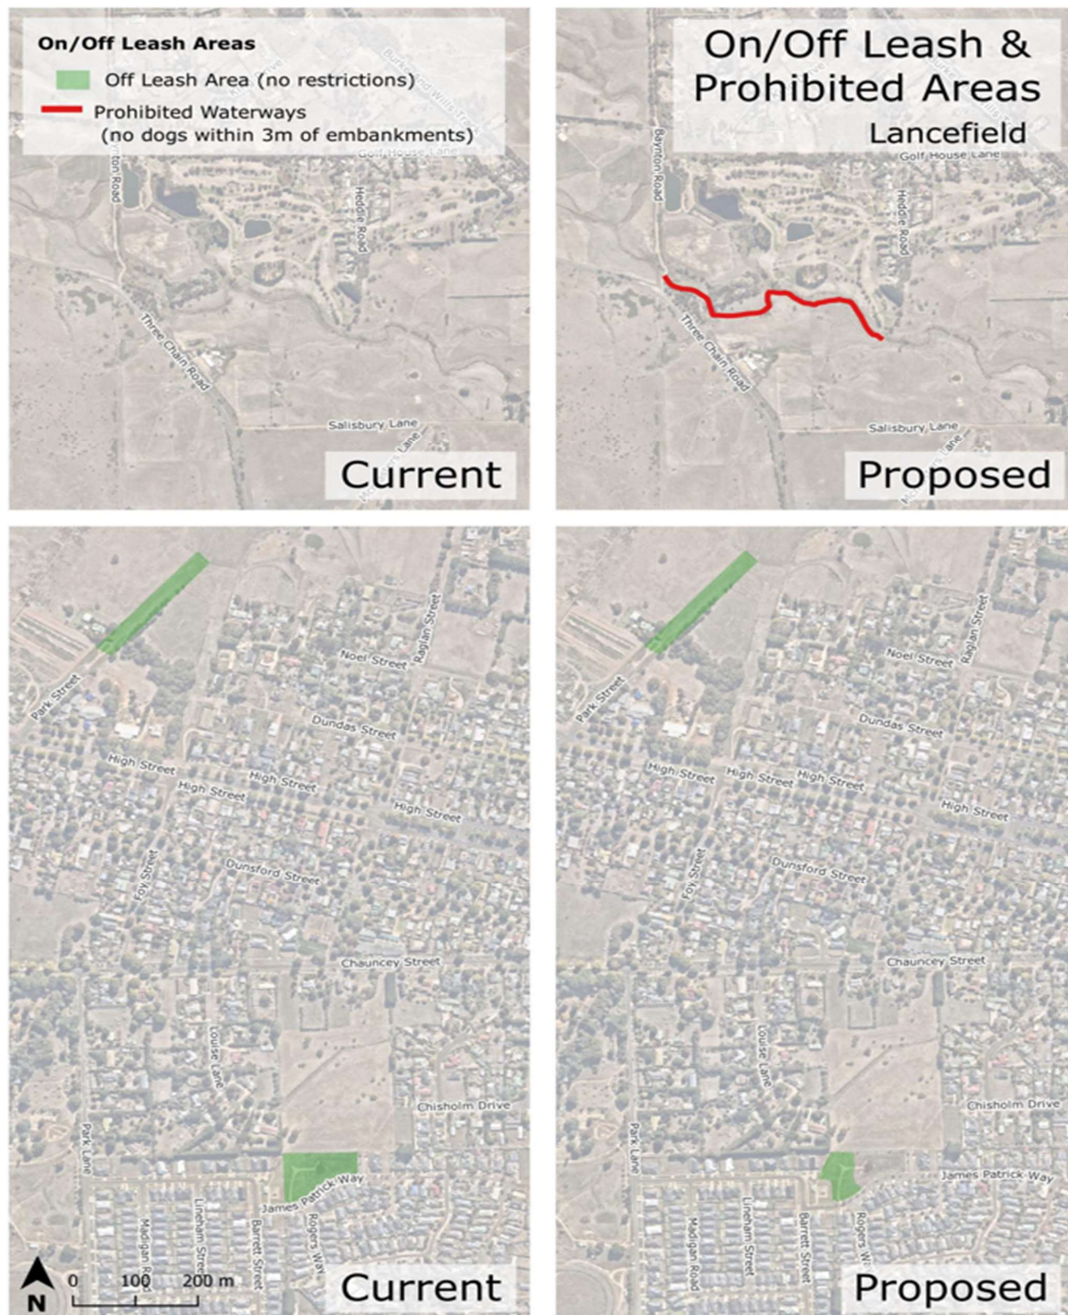 On/Off Leash Areas
Off Leash Area (no restrictions)
Prohibited Waterways
(no dogs within 3m of embankments)
Golf House Lane
Heddle Road
Three Chain Road
Salisbury Lane
Current
On/Off Leash &
Prohibited Areas
Lancefield
Golf House Lane
Baynton Road
Heddle Road
Three Chain Road
Salisbury Lane
Proposed
Raglan Street
Noel Street
Park Street
Dundas Street
High Street
High Street
High Street
High Street
Foy Street
Dunsford Street
Chauncey Street
Louise Lane
Chisholm Drive
Park Lane
James Patrick Way
Madigan Road
Lineham Street
Barrett Street
Rogers Way
N
0 100 200 m
Current
Raglan Street
Noel Street
Park Street
Dundas Street
High Street
High Street
High Street
High Street
Foy Street
Dunsford Street
Chauncey Street
Louise Lane
Chisholm Drive
Park Lane
James Patrick Way
Madigan Road
Lineham Street
Barrett Street
Proposed